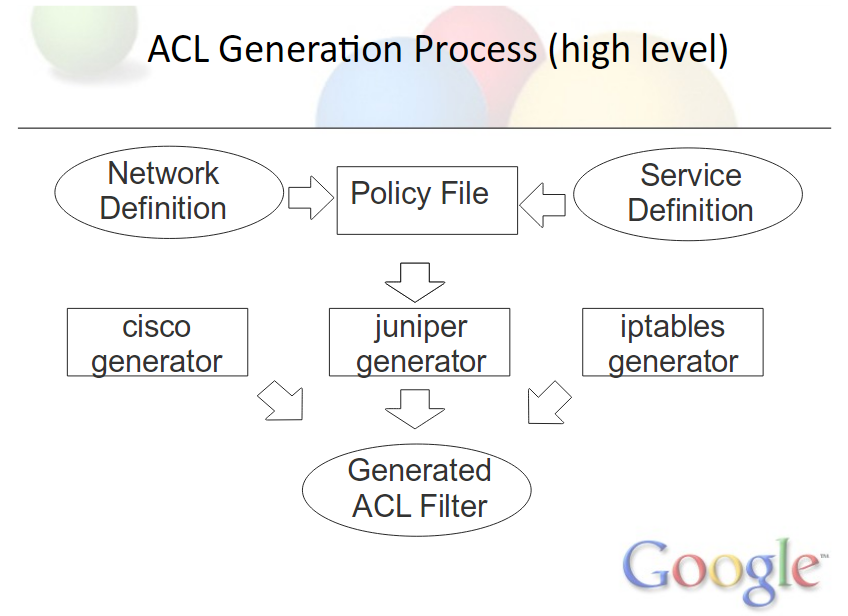 ACL Generation Process (high level)
Network
Definition
Policy File
Service
Definition
cisco
generator
juniper
generator
iptables
generator
Generated
ACL Filter
Google™